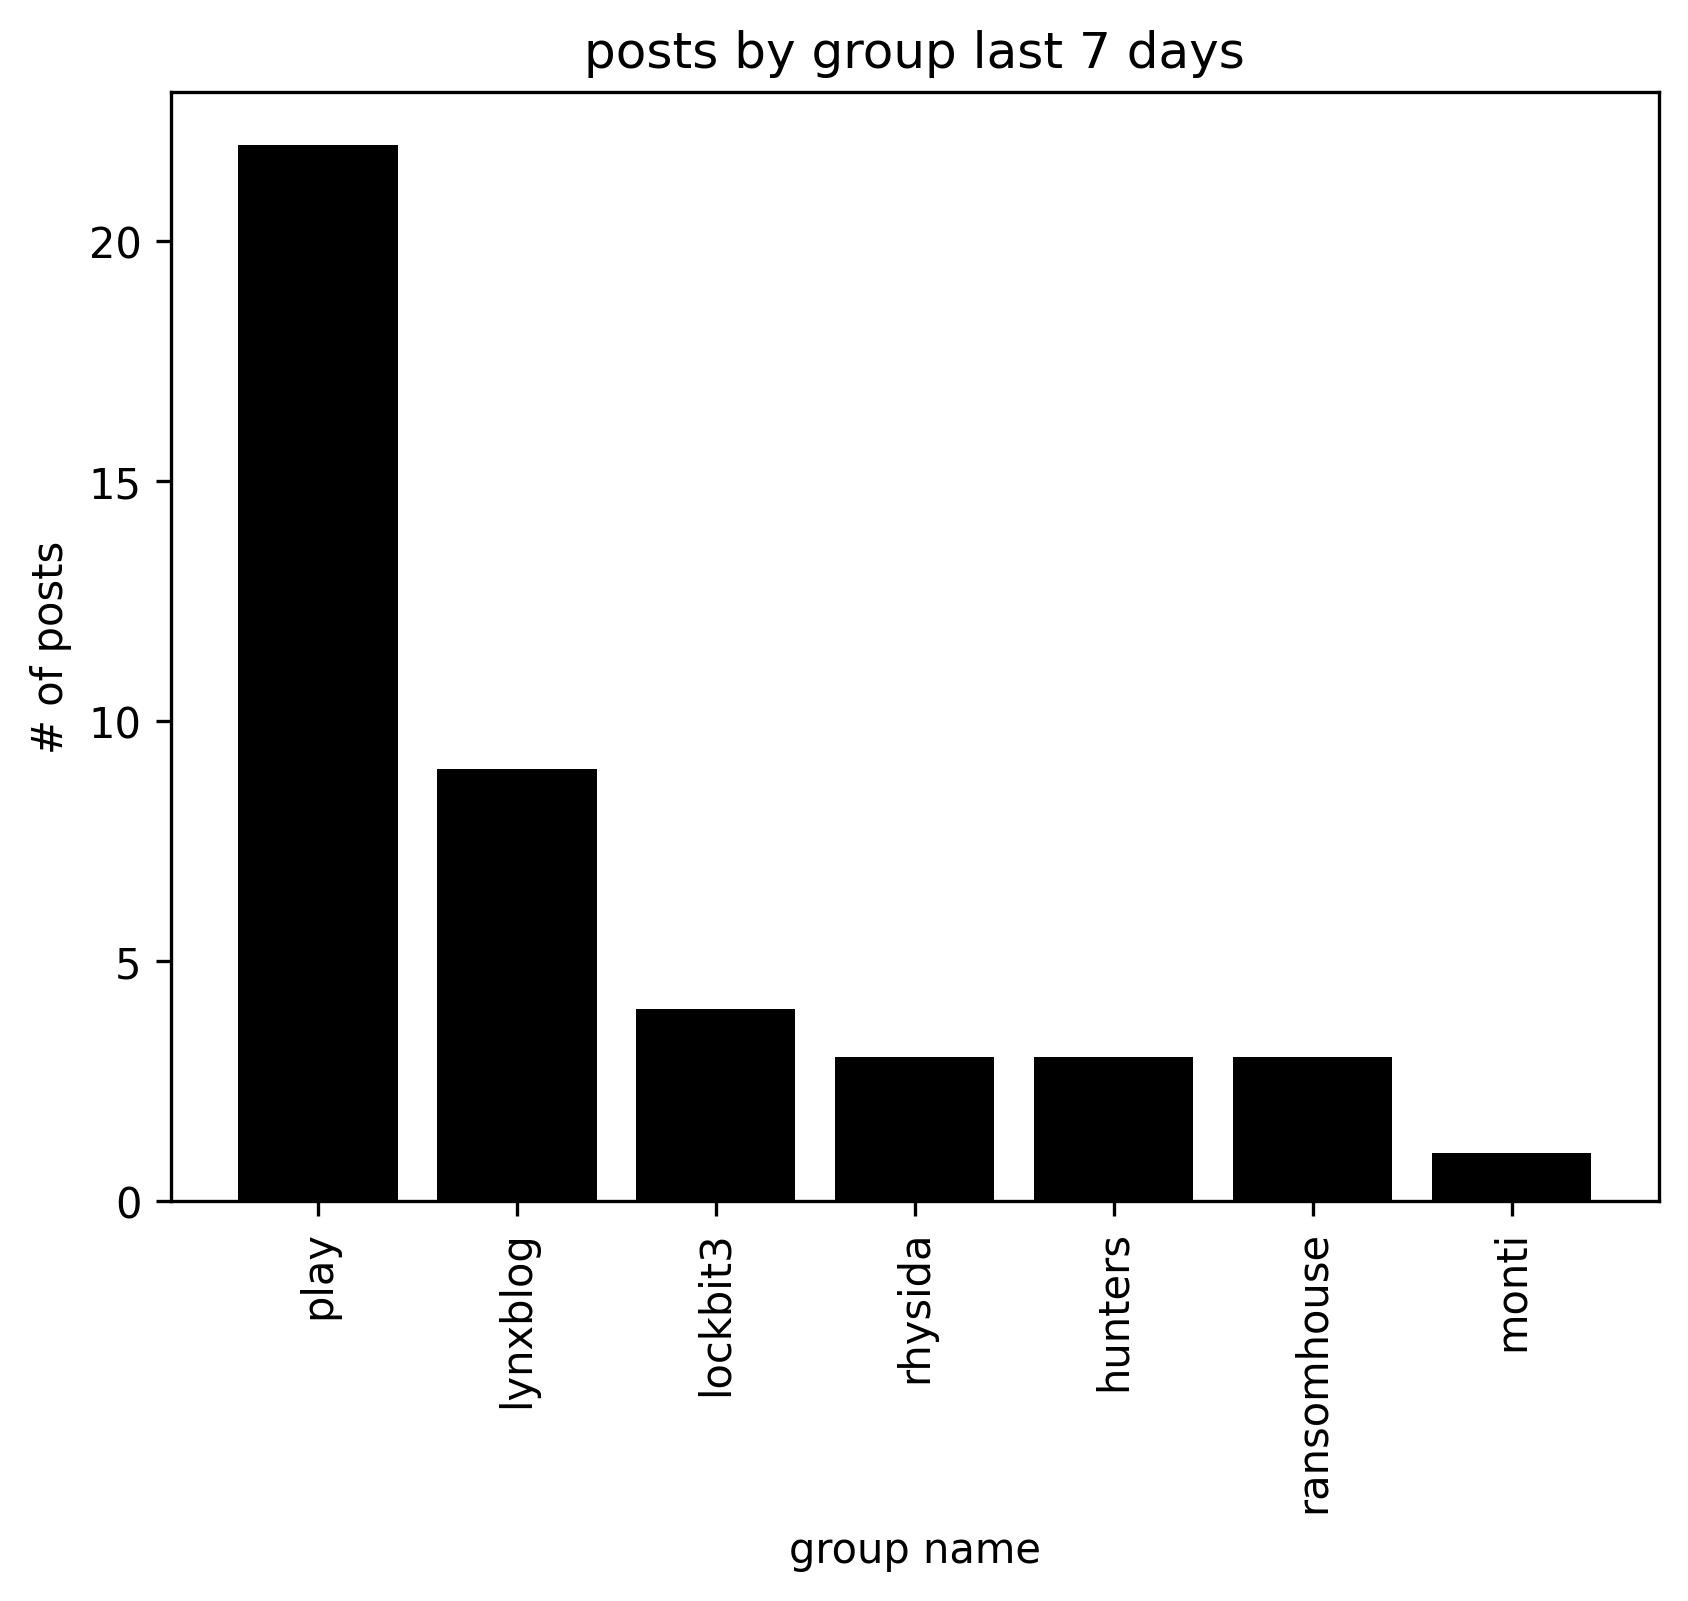 posts by group last 7 days
# of posts
20
15
10
5
0
play
lynxblog
lockbit3
rhysida
hunters
ransomhouse
monti
group name